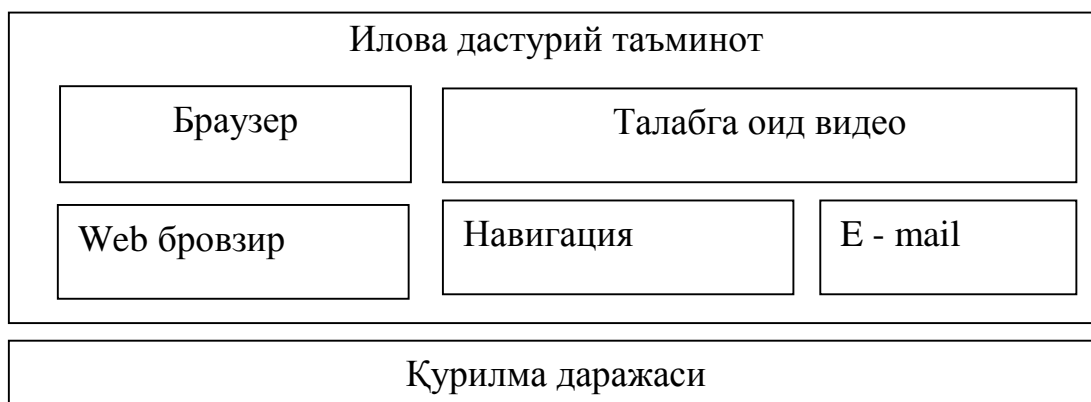 Илова дастурий таъминот
Браузер
Талабга оид видео
Web бровзир
Навигация
E - mail
Қурилма даражаси